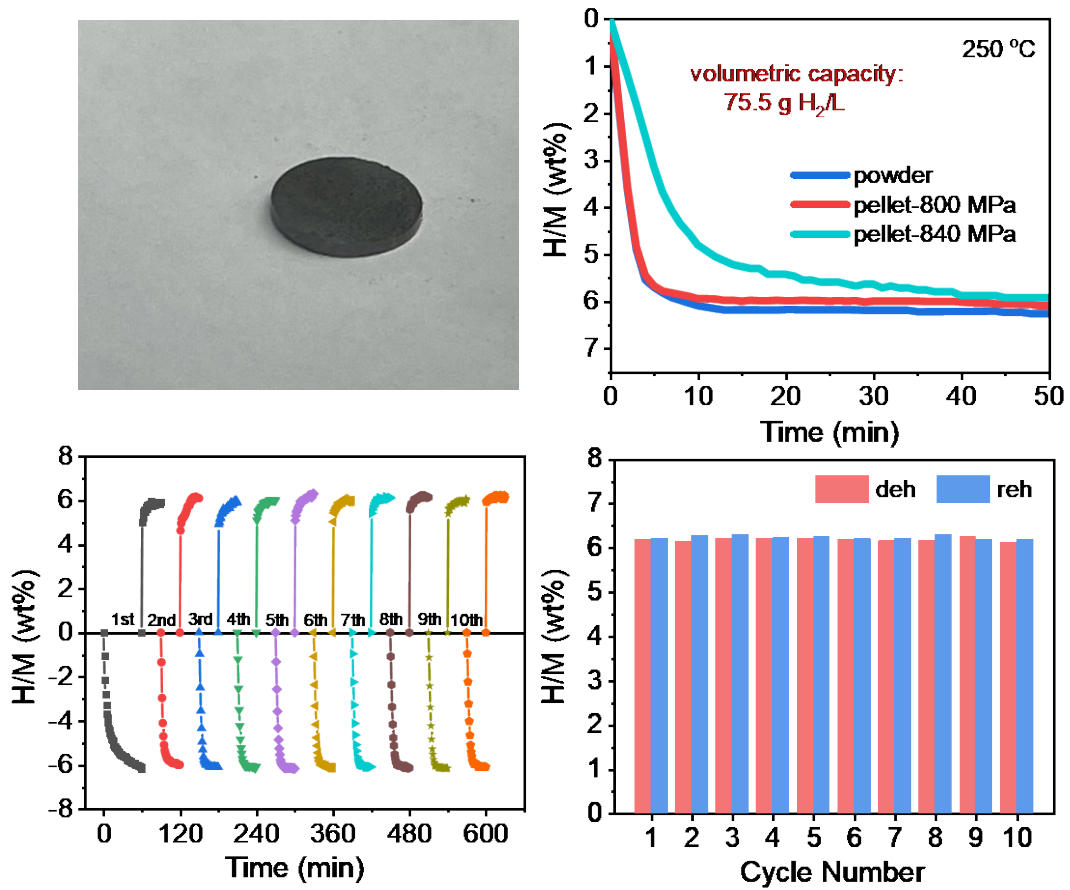 0
1
2
3
4
5
6
7
H/M (wt%)
250 °C
volumetric capacity:
75.5 g H₂/L
powder
pellet-800 MPa
pellet-840 MPa
0 10 20 30 40 50
Time (min)
8
6
4
2
0
-2
-4
-6
-8
H/M (wt%)
1st 2nd 3rd 4th 5th 6th 7th 8th 9th 10th
0 120 240 360 480 600
Time (min)
8
7
6
5
4
3
2
1
0
H/M (wt%)
deh reh
1 2 3 4 5 6 7 8 9 10
Cycle Number